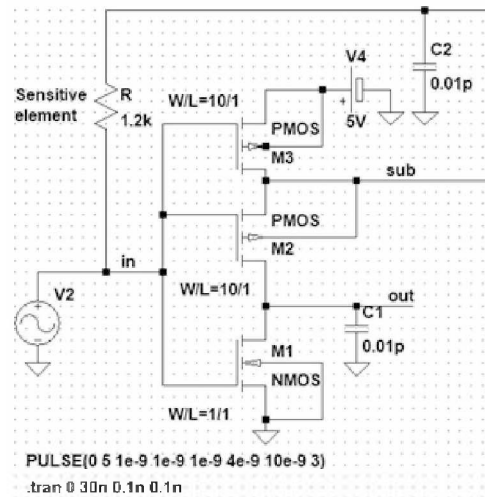 V4
C2
0.01p
Sensitive
element
R
1.2k
W/L=10/1
+
5V
PMOS
M3
sub
PMOS
M2
in
V2
W/L=10/1
out
C1
0.01p
M1
NMOS
W/L=1/1
PULSE(0 5 1e-9 1e-9 1e-9 4e-9 10e-9 3)
.tran 0 30n 0.1n 0.1n